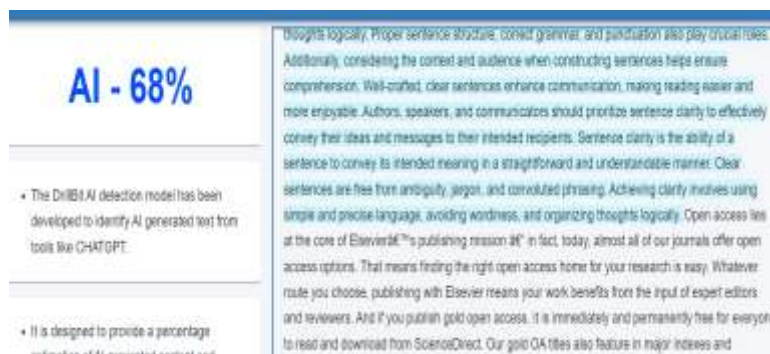 AI - 68%
• The DrillBit AI detection model has been
developed to identify AI generated text from
tools like CHATGPT.
• It is designed to provide a percentage
thoughts logically. Proper sentence structure, correct grammar, and punctuation also play crucial roles.
Additionally, considering the context and audience when constructing sentences helps ensure
comprehension. Well-crafted, clear sentences enhance communication, making reading easier and
more enjoyable. Authors, speakers, and communicators should prioritize sentence clarity to effectively
convey their ideas and messages to their intended recipients. Sentence clarity is the ability of a
sentence to convey its intended meaning in a straightforward and understandable manner. Clear
sentences are free from ambiguity, jargon, and convoluted phrasing. Achieving clarity involves using
simple and precise language, avoiding wordiness, and organizing thoughts logically. Open access lies
at the core of Elsevierâ€™s publishing mission â€“ in fact, today, almost all of our journals offer open
access options. That means finding the right open access home for your research is easy. Whatever
route you choose, publishing with Elsevier means your work benefits from the input of expert editors
and reviewers. And if you publish gold open access, it is immediately and permanently free for everyon
to read and download from ScienceDirect. Our gold OA titles also feature in major indexes and